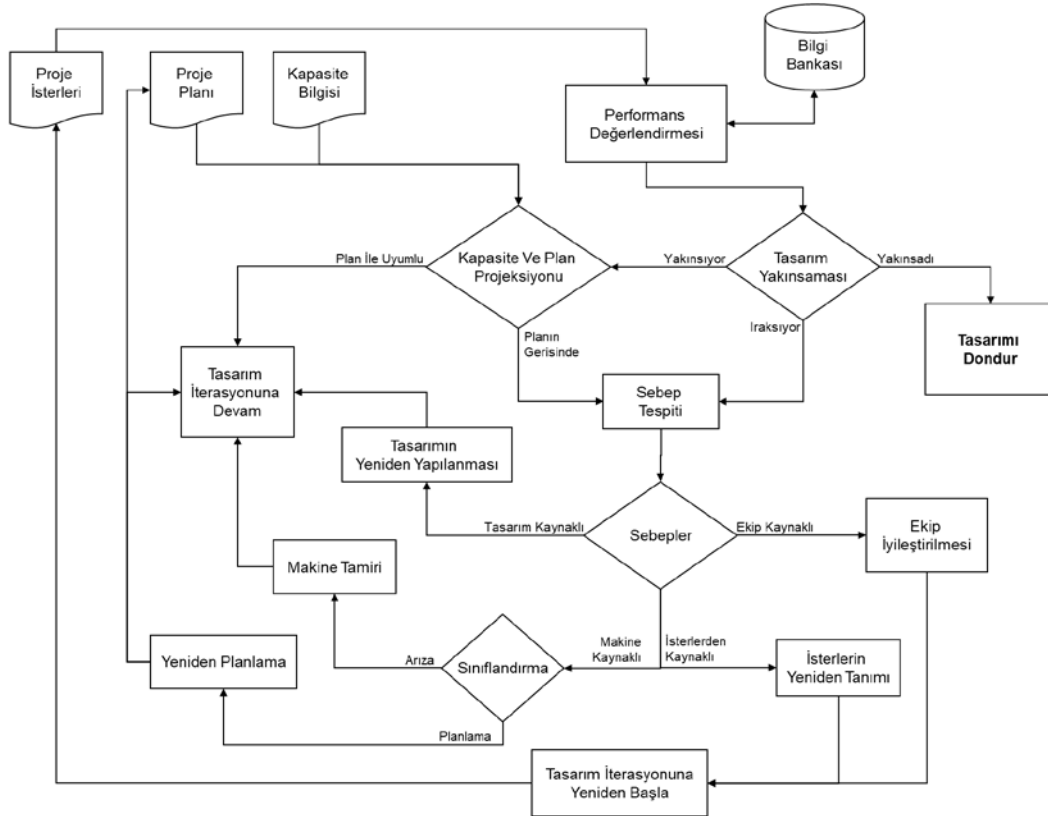 Proje
İsterleri
Proje
Planı
Kapasite
Bilgisi
Bilgi
Bankası
Performans
Değerlendirmesi
Plan İle Uyumlu
Kapasite Ve Plan
Projeksiyonu
Yakınsıyor
Tasarım
Yakınsaması
Yakınsadı
Iraksıyor
Planın
Gerisinde
Tasarımı
Dondur
Tasarım
İterasyonuna
Devam
Sebep
Tespiti
Tasarımın
Yeniden Yapılanması
Tasarım Kaynaklı
Sebepler
Ekip Kaynaklı
Ekip
İyileştirilmesi
Makine Tamiri
Makine
Kaynaklı
İsterlerden
Kaynaklı
Yeniden Planlama
Arıza
Sınıflandırma
İsterlerin
Yeniden Tanımı
Planlama
Tasarım İterasyonuna
Yeniden Başla